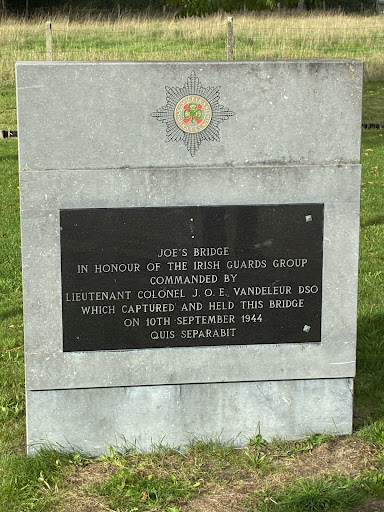 JOE'S BRIDGE
IN HONOUR OF THE IRISH GUARDS GROUP
COMMANDED BY
LIEUTENANT COLONEL J. O. E. VANDELEUR DSO
WHICH CAPTURED AND HELD THIS BRIDGE
ON 10TH SEPTEMBER 1944
QUIS SEPARABIT